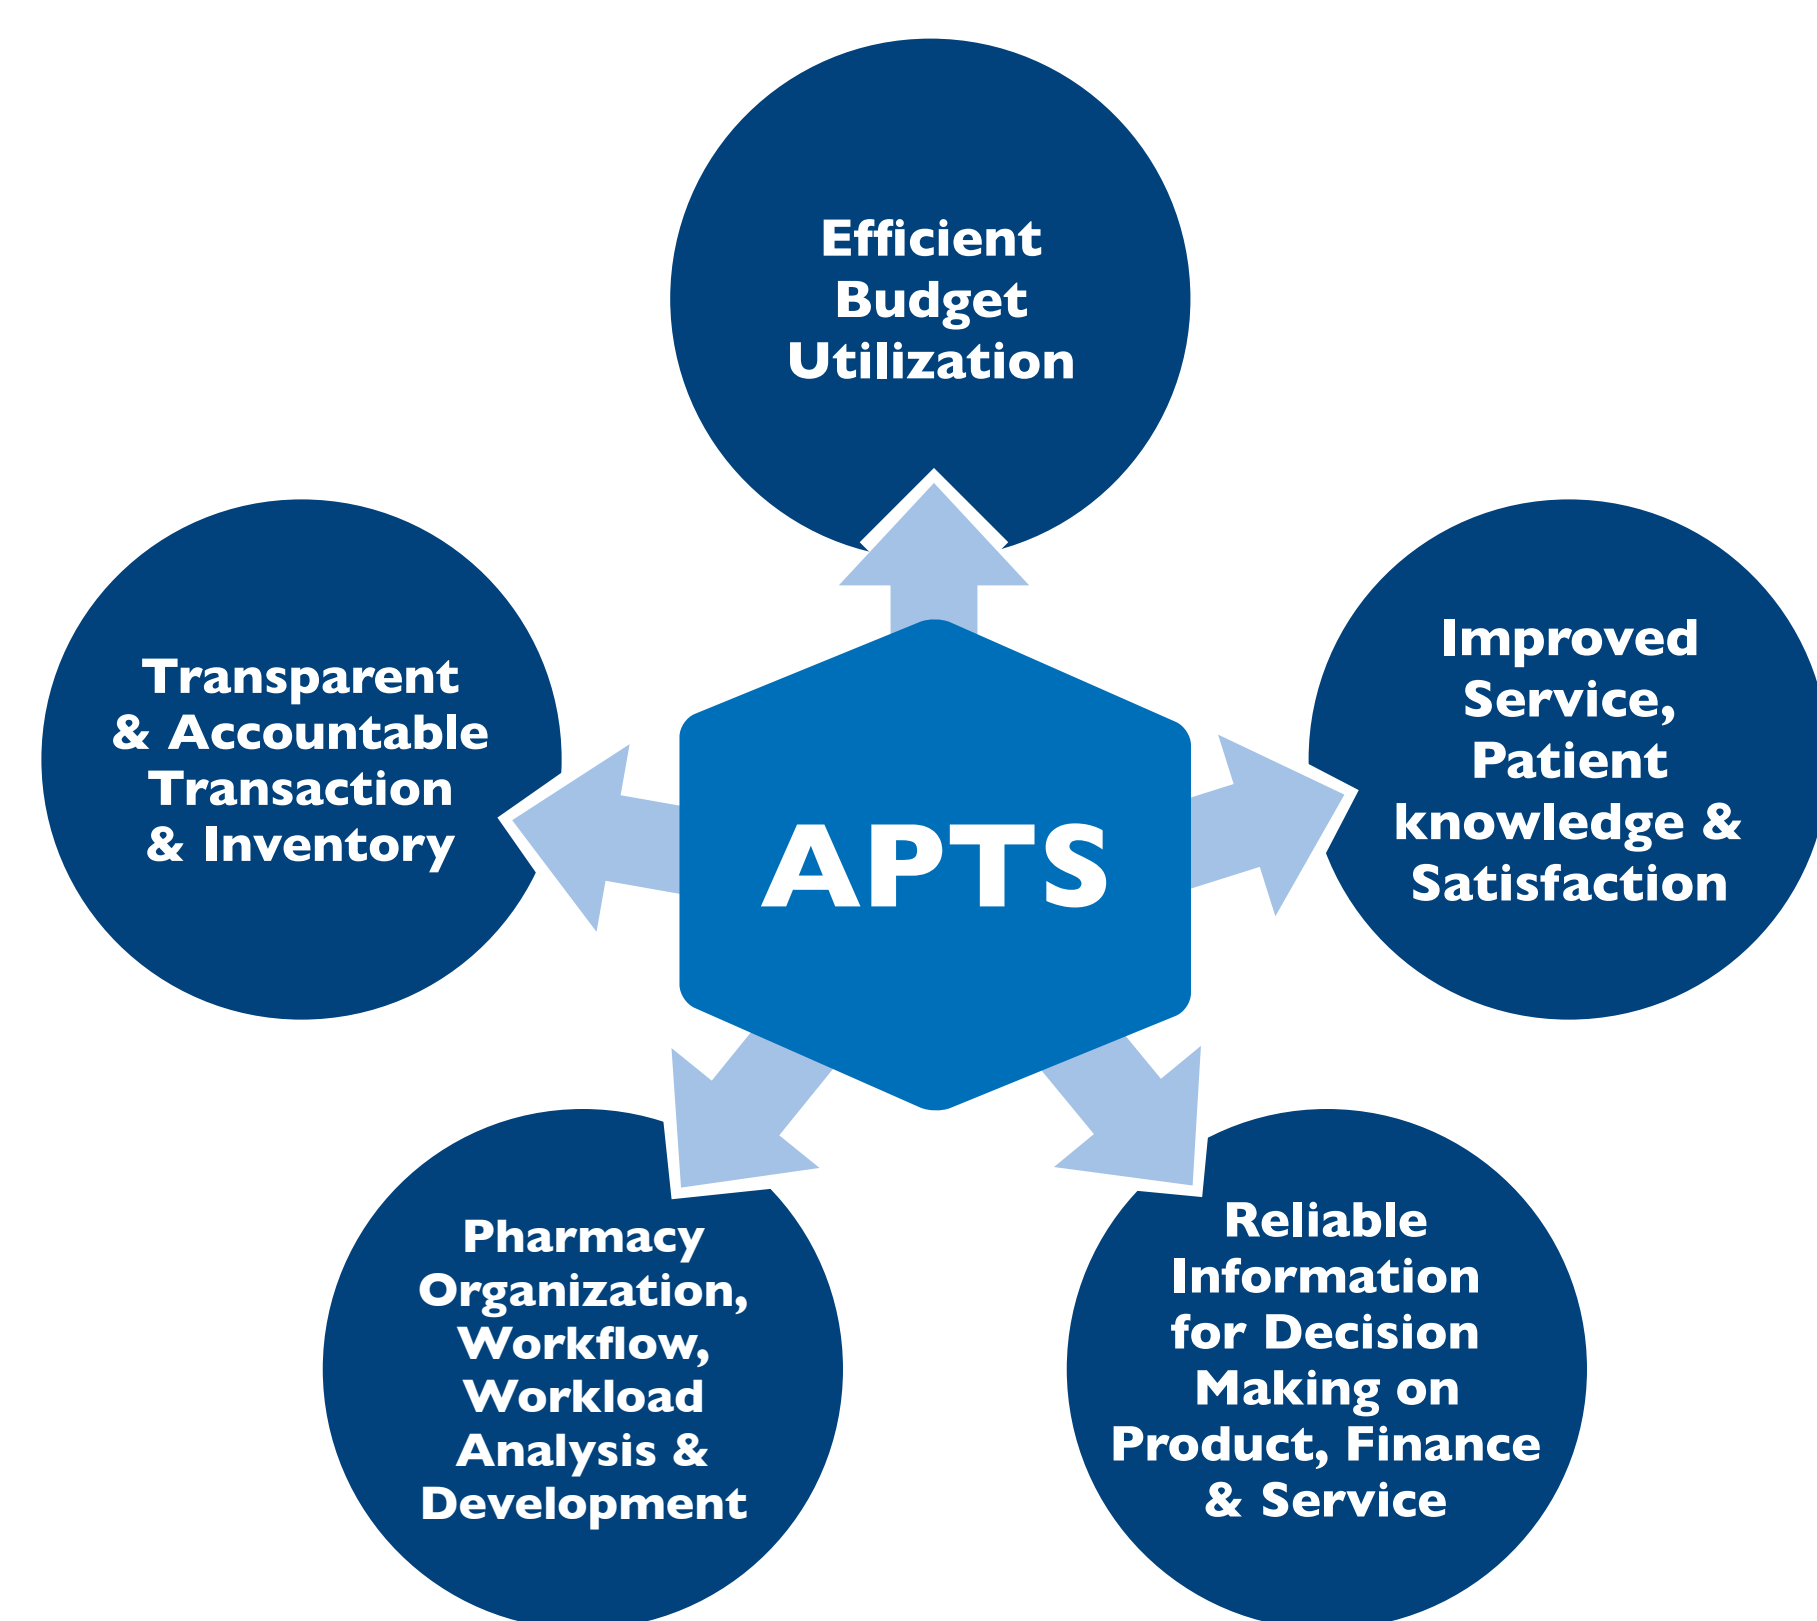 Efficient
Budget
Utilization
Transparent
& Accountable
Transaction
& Inventory
APTS
Improved
Service,
Patient
knowledge &
Satisfaction
Pharmacy
Organization,
Workflow,
Workload
Analysis &
Development
Reliable
Information
for Decision
Making on
Product, Finance
& Service